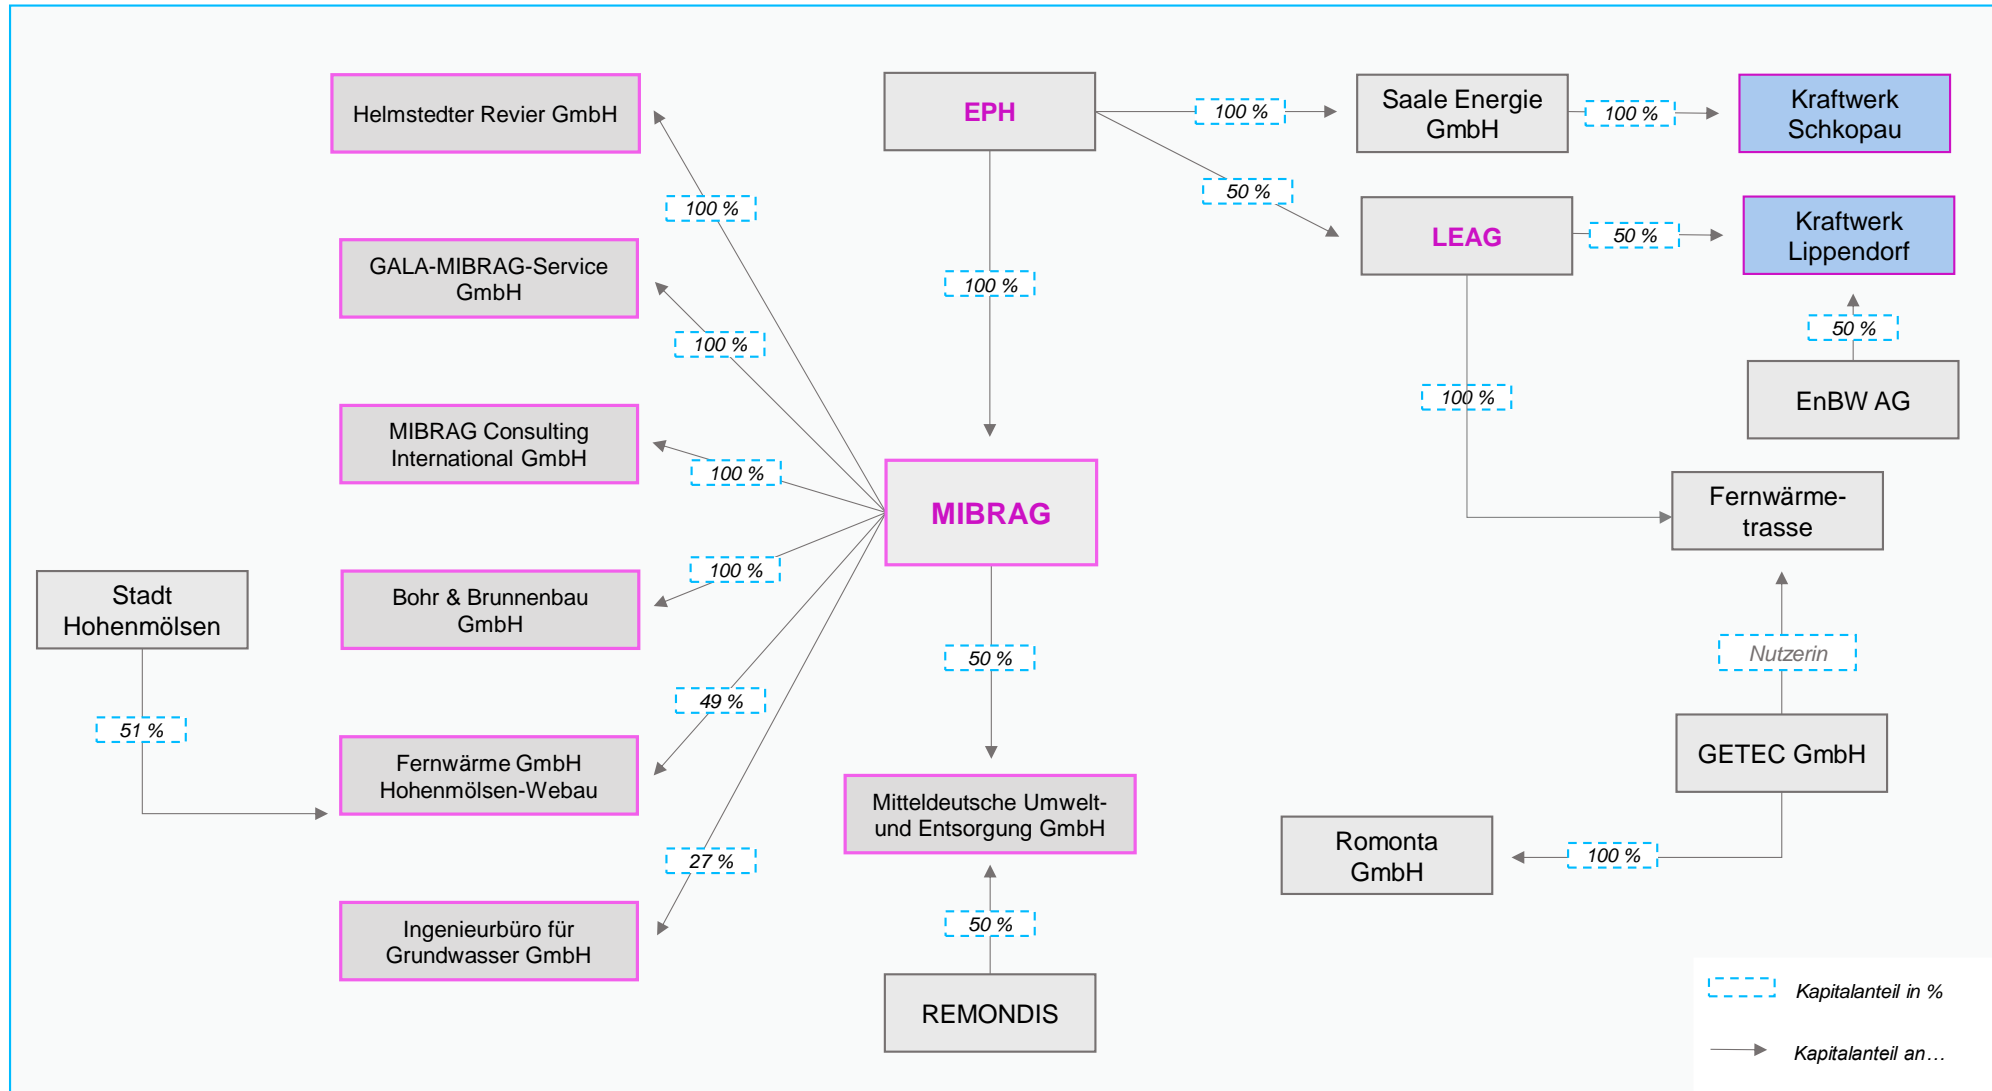 Helmstedter Revier GmbH
EPH
100 %
Saale Energie
GmbH
100 %
Kraftwerk
Schkopau
100 %
50 %
LEAG
50 %
Kraftwerk
Lippendorf
GALA-MIBRAG-Service
GmbH
100 %
100 %
50 %
EnBW AG
100 %
MIBRAG Consulting
International GmbH
100 %
MIBRAG
Fernwärme-
trasse
Stadt
Hohenmölsen
Bohr & Brunnenbau
GmbH
100 %
50 %
Nutzerin
51 %
49 %
Fernwärme GmbH
Hohenmölsen-Webau
GETEC GmbH
Mitteldeutsche Umwelt-
und Entsorgung GmbH
Romonta
GmbH
100 %
27 %
Ingenieurbüro für
Grundwasser GmbH
50 %
REMONDIS
Kapitalanteil in %
Kapitalanteil an…